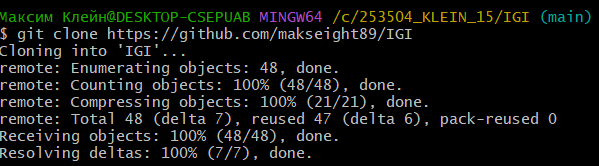 Максим Клейн@DESKTOP-CSEPUAB MINGW64 /c/253504_KLEIN_15/IGI (main)
$ git clone https://github.com/makseight89/IGI
Cloning into 'IGI'...
remote: Enumerating objects: 48, done.
remote: Counting objects: 100% (48/48), done.
remote: Compressing objects: 100% (21/21), done.
remote: Total 48 (delta 7), reused 47 (delta 6), pack-reused 0
Receiving objects: 100% (48/48), done.
Resolving deltas: 100% (7/7), done.